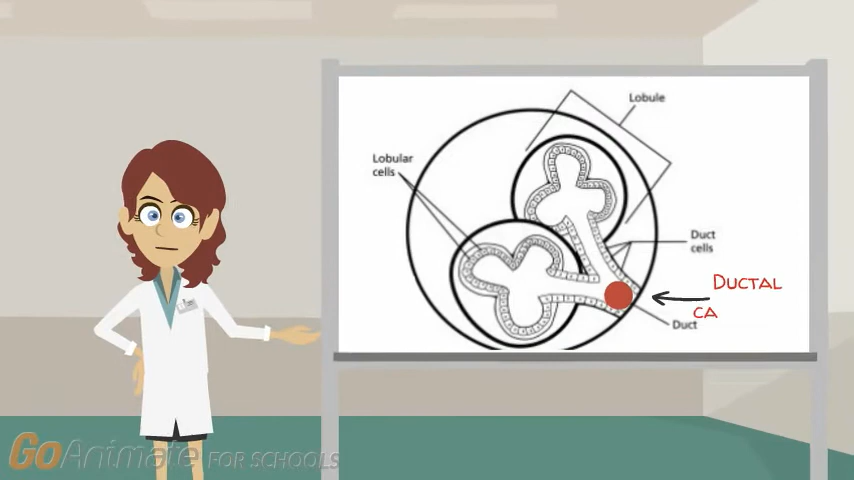 Lobule
Lobular
cells
Duct
cells
Ductal
ca
Duct
GoAnimate FOR SCHOOLS